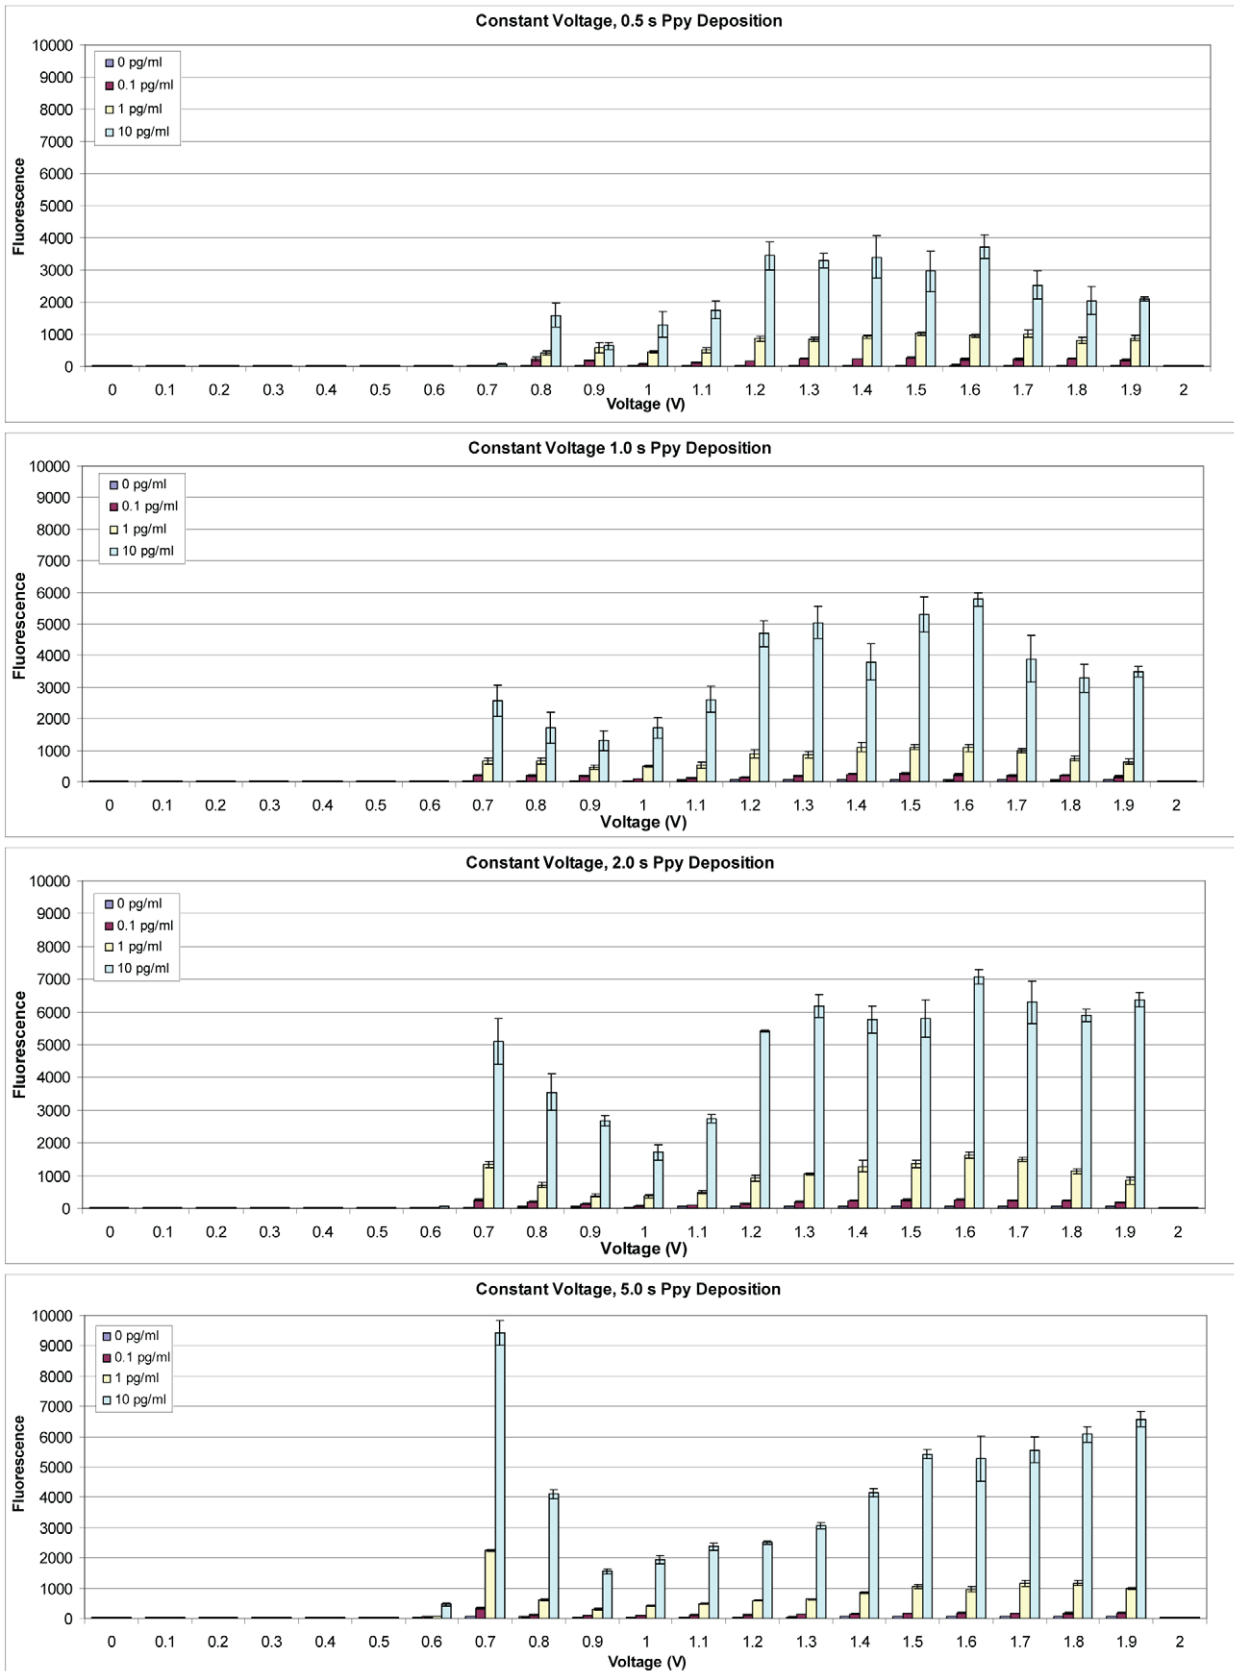 Constant Voltage, 0.5 s Ppy Deposition
10000
9000
8000
7000
6000
5000
4000
3000
2000
1000
0
Fluorescence
0 pg/ml
0.1 pg/ml
1 pg/ml
10 pg/ml
0 0.1 0.2 0.3 0.4 0.5 0.6 0.7 0.8 0.9 1 1.1 1.2 1.3 1.4 1.5 1.6 1.7 1.8 1.9 2
Voltage (V)
Constant Voltage 1.0 s Ppy Deposition
10000
9000
8000
7000
6000
5000
4000
3000
2000
1000
0
Fluorescence
0 pg/ml
0.1 pg/ml
1 pg/ml
10 pg/ml
0 0.1 0.2 0.3 0.4 0.5 0.6 0.7 0.8 0.9 1 1.1 1.2 1.3 1.4 1.5 1.6 1.7 1.8 1.9 2
Voltage (V)
Constant Voltage, 2.0 s Ppy Deposition
10000
9000
8000
7000
6000
5000
4000
3000
2000
1000
0
Fluorescence
0 pg/ml
0.1 pg/ml
1 pg/ml
10 pg/ml
0 0.1 0.2 0.3 0.4 0.5 0.6 0.7 0.8 0.9 1 1.1 1.2 1.3 1.4 1.5 1.6 1.7 1.8 1.9 2
Voltage (V)
Constant Voltage, 5.0 s Ppy Deposition
10000
9000
8000
7000
6000
5000
4000
3000
2000
1000
0
Fluorescence
0 pg/ml
0.1 pg/ml
1 pg/ml
10 pg/ml
0 0.1 0.2 0.3 0.4 0.5 0.6 0.7 0.8 0.9 1 1.1 1.2 1.3 1.4 1.5 1.6 1.7 1.8 1.9 2
Voltage (V)